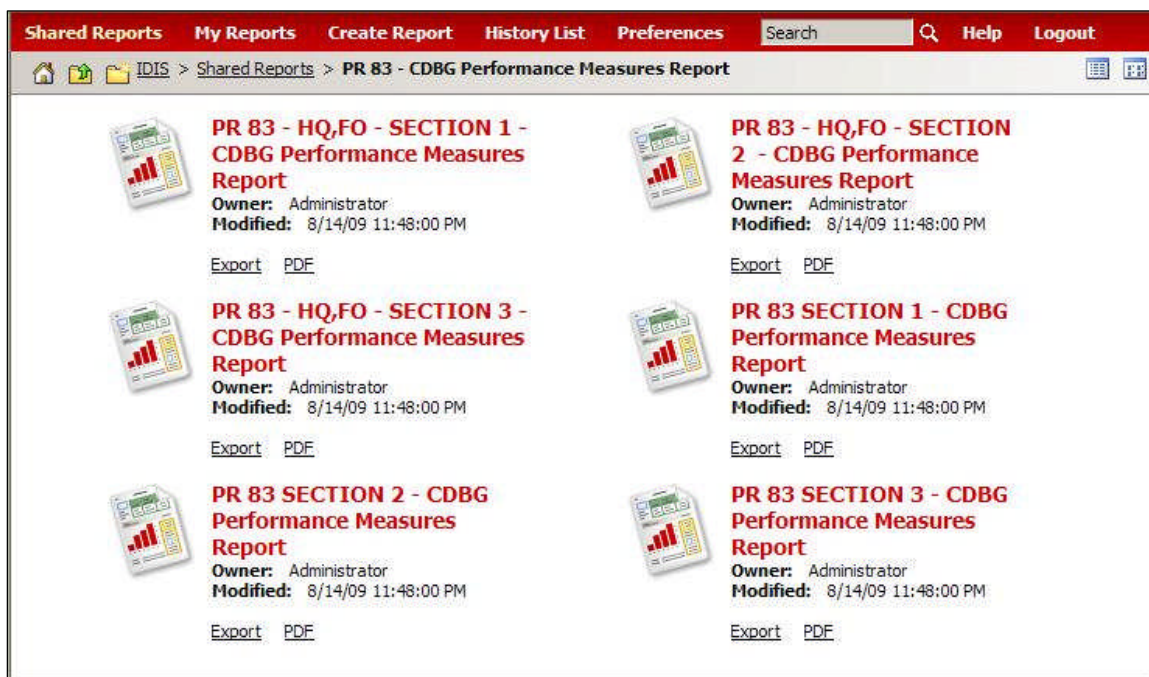 Shared Reports My Reports Create Report History List Preferences Search Help Logout
IDIS > Shared Reports > PR 83 - CDBG Performance Measures Report
PR 83 - HQ,FO - SECTION 1 -
CDBG Performance Measures
Report
Owner: Administrator
Modified: 8/14/09 11:48:00 PM
Export PDF
PR 83 - HQ,FO - SECTION
2 - CDBG Performance
Measures Report
Owner: Administrator
Modified: 8/14/09 11:48:00 PM
Export PDF
PR 83 - HQ,FO - SECTION 3 -
CDBG Performance Measures
Report
Owner: Administrator
Modified: 8/14/09 11:48:00 PM
Export PDF
PR 83 SECTION 1 - CDBG
Performance Measures
Report
Owner: Administrator
Modified: 8/14/09 11:48:00 PM
Export PDF
PR 83 SECTION 2 - CDBG
Performance Measures
Report
Owner: Administrator
Modified: 8/14/09 11:48:00 PM
Export PDF
PR 83 SECTION 3 - CDBG
Performance Measures
Report
Owner: Administrator
Modified: 8/14/09 11:48:00 PM
Export PDF